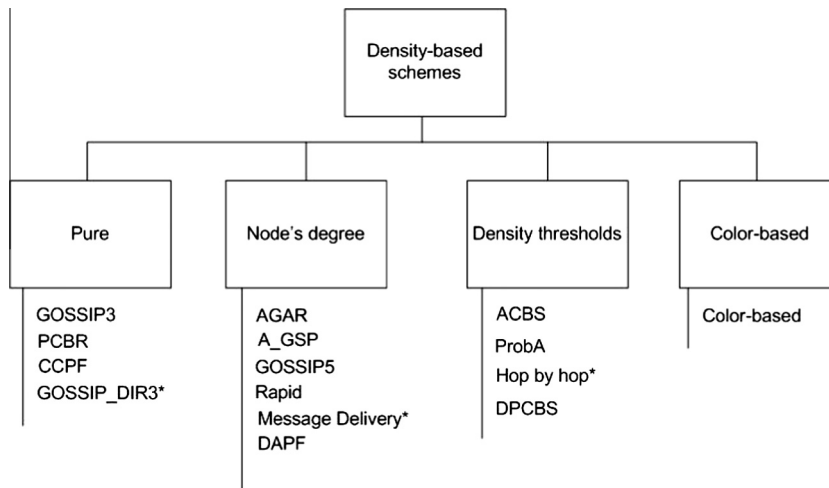 Density-based
schemes
Pure
Node's degree
Density thresholds
Color-based
GOSSIP3
PCBR
CCPF
GOSSIP_DIR3*
AGAR
A_GSP
GOSSIP5
Rapid
Message Delivery*
DAPF
ACBS
ProbA
Hop by hop*
DPCBS
Color-based